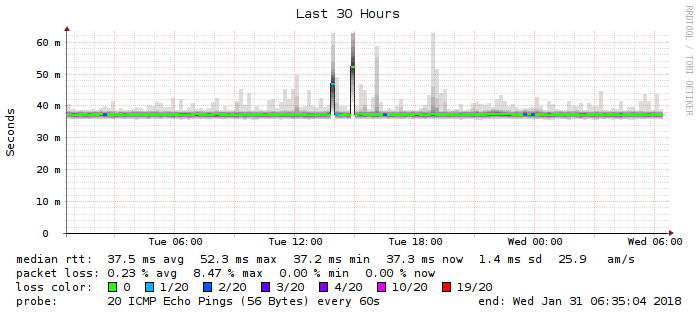 Last 30 Hours
RRDTOOL / TOBI OETIKER
Seconds
60 m
50 m
40 m
30 m
20 m
10 m
0
Tue 06:00 Tue 12:00 Tue 18:00 Wed 00:00 Wed 06:00
median rtt: 37.5 ms avg 52.3 ms max 37.2 ms min 37.3 ms now 1.4 ms sd 25.9 am/s
packet loss: 0.23 % avg 8.47 % max 0.00 % min 0.00 % now
loss color: 0 1/20 2/20 3/20 4/20 10/20 19/20
probe: 20 ICMP Echo Pings (56 Bytes) every 60s end: Wed Jan 31 06:35:04 2018